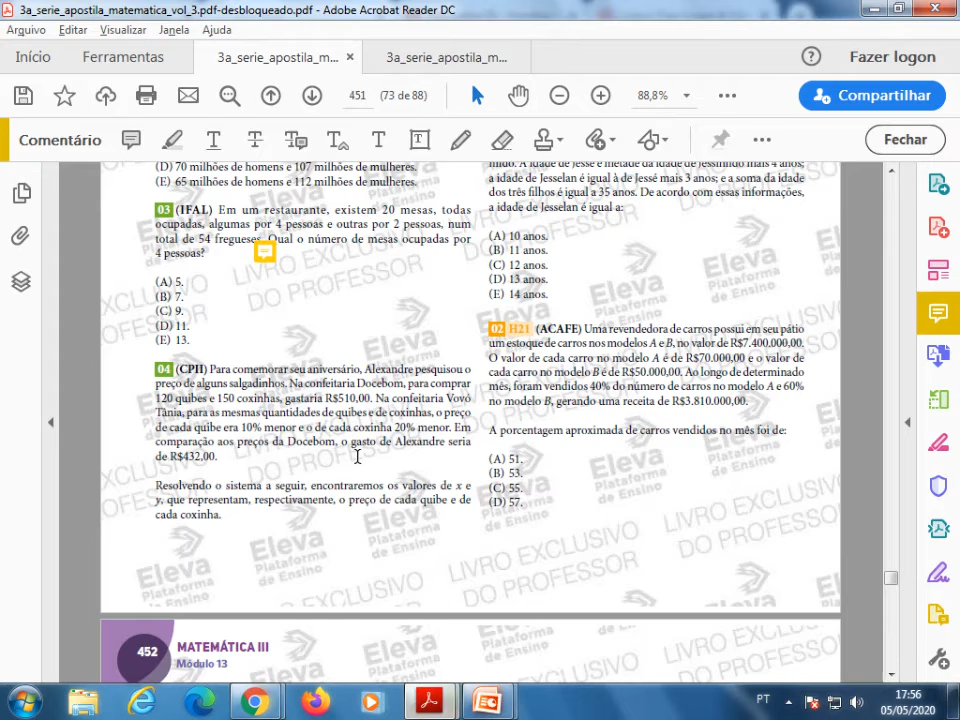 3a_serie_apostila_matematica_vol_3.pdf-desbloqueado.pdf - Adobe Acrobat Reader DC
Arquivo Editar Visualizar Janela Ajuda
Início Ferramentas 3a_serie_apostila_m... × 3a_serie_apostila_m... Fazer logon
451 (73 de 88) 88,8% Compartilhar
Comentário Fechar
(D) 70 milhões de homens e 107 milhões de mulheres.
(E) 65 milhões de homens e 112 milhões de mulheres.
03 (IFAL) Em um restaurante, existem 20 mesas, todas
ocupadas, algumas por 4 pessoas e outras por 2 pessoas, num
total de 54 fregueses. Qual o número de mesas ocupadas por
4 pessoas?
(A) 5.
(B) 7.
(C) 9.
(D) 11.
(E) 13.
04 (CPII) Para comemorar seu aniversário, Alexandre pesquisou o
preço de alguns salgadinhos. Na confeitaria Docebom, para comprar
120 quibes e 150 coxinhas, gastaria R$510,00. Na confeitaria Vovó
Tânia, para as mesmas quantidades de quibes e de coxinhas, o preço
de cada quibe era 10% menor e o de cada coxinha 20% menor. Em
comparação aos preços da Docebom, o gasto de Alexandre seria
de R$432,00.
Resolvendo o sistema a seguir, encontraremos os valores de x e
y, que representam, respectivamente, o preço de cada quibe e de
cada coxinha.
mido. A idade de Jessé é metade da idade de Jessmindo mais 4 anos;
a idade de Jesselan é igual à de Jessé mais 3 anos; e a soma da idade
dos três filhos é igual a 35 anos. De acordo com essas informações,
a idade de Jesselan é igual a:
(A) 10 anos.
(B) 11 anos.
(C) 12 anos.
(D) 13 anos.
(E) 14 anos.
02 H21 (ACAFE) Uma revendedora de carros possui em seu pátio
um estoque de carros nos modelos A e B, no valor de R$7.400.000,00.
O valor de cada carro no modelo A é de R$70.000,00 e o valor de
cada carro no modelo B é de R$50.000,00. Ao longo de determinado
mês, foram vendidos 40% do número de carros no modelo A e 60%
no modelo B, gerando uma receita de R$3.810.000,00.
A porcentagem aproximada de carros vendidos no mês foi de:
(A) 51.
(B) 53.
(C) 55.
(D) 57.
Eleva
Plataforma
de Ensino
LIVRO EXCLUSIVO
DO PROFESSOR
452 MATEMÁTICA III
Módulo 13
PT 17:56
05/05/2020